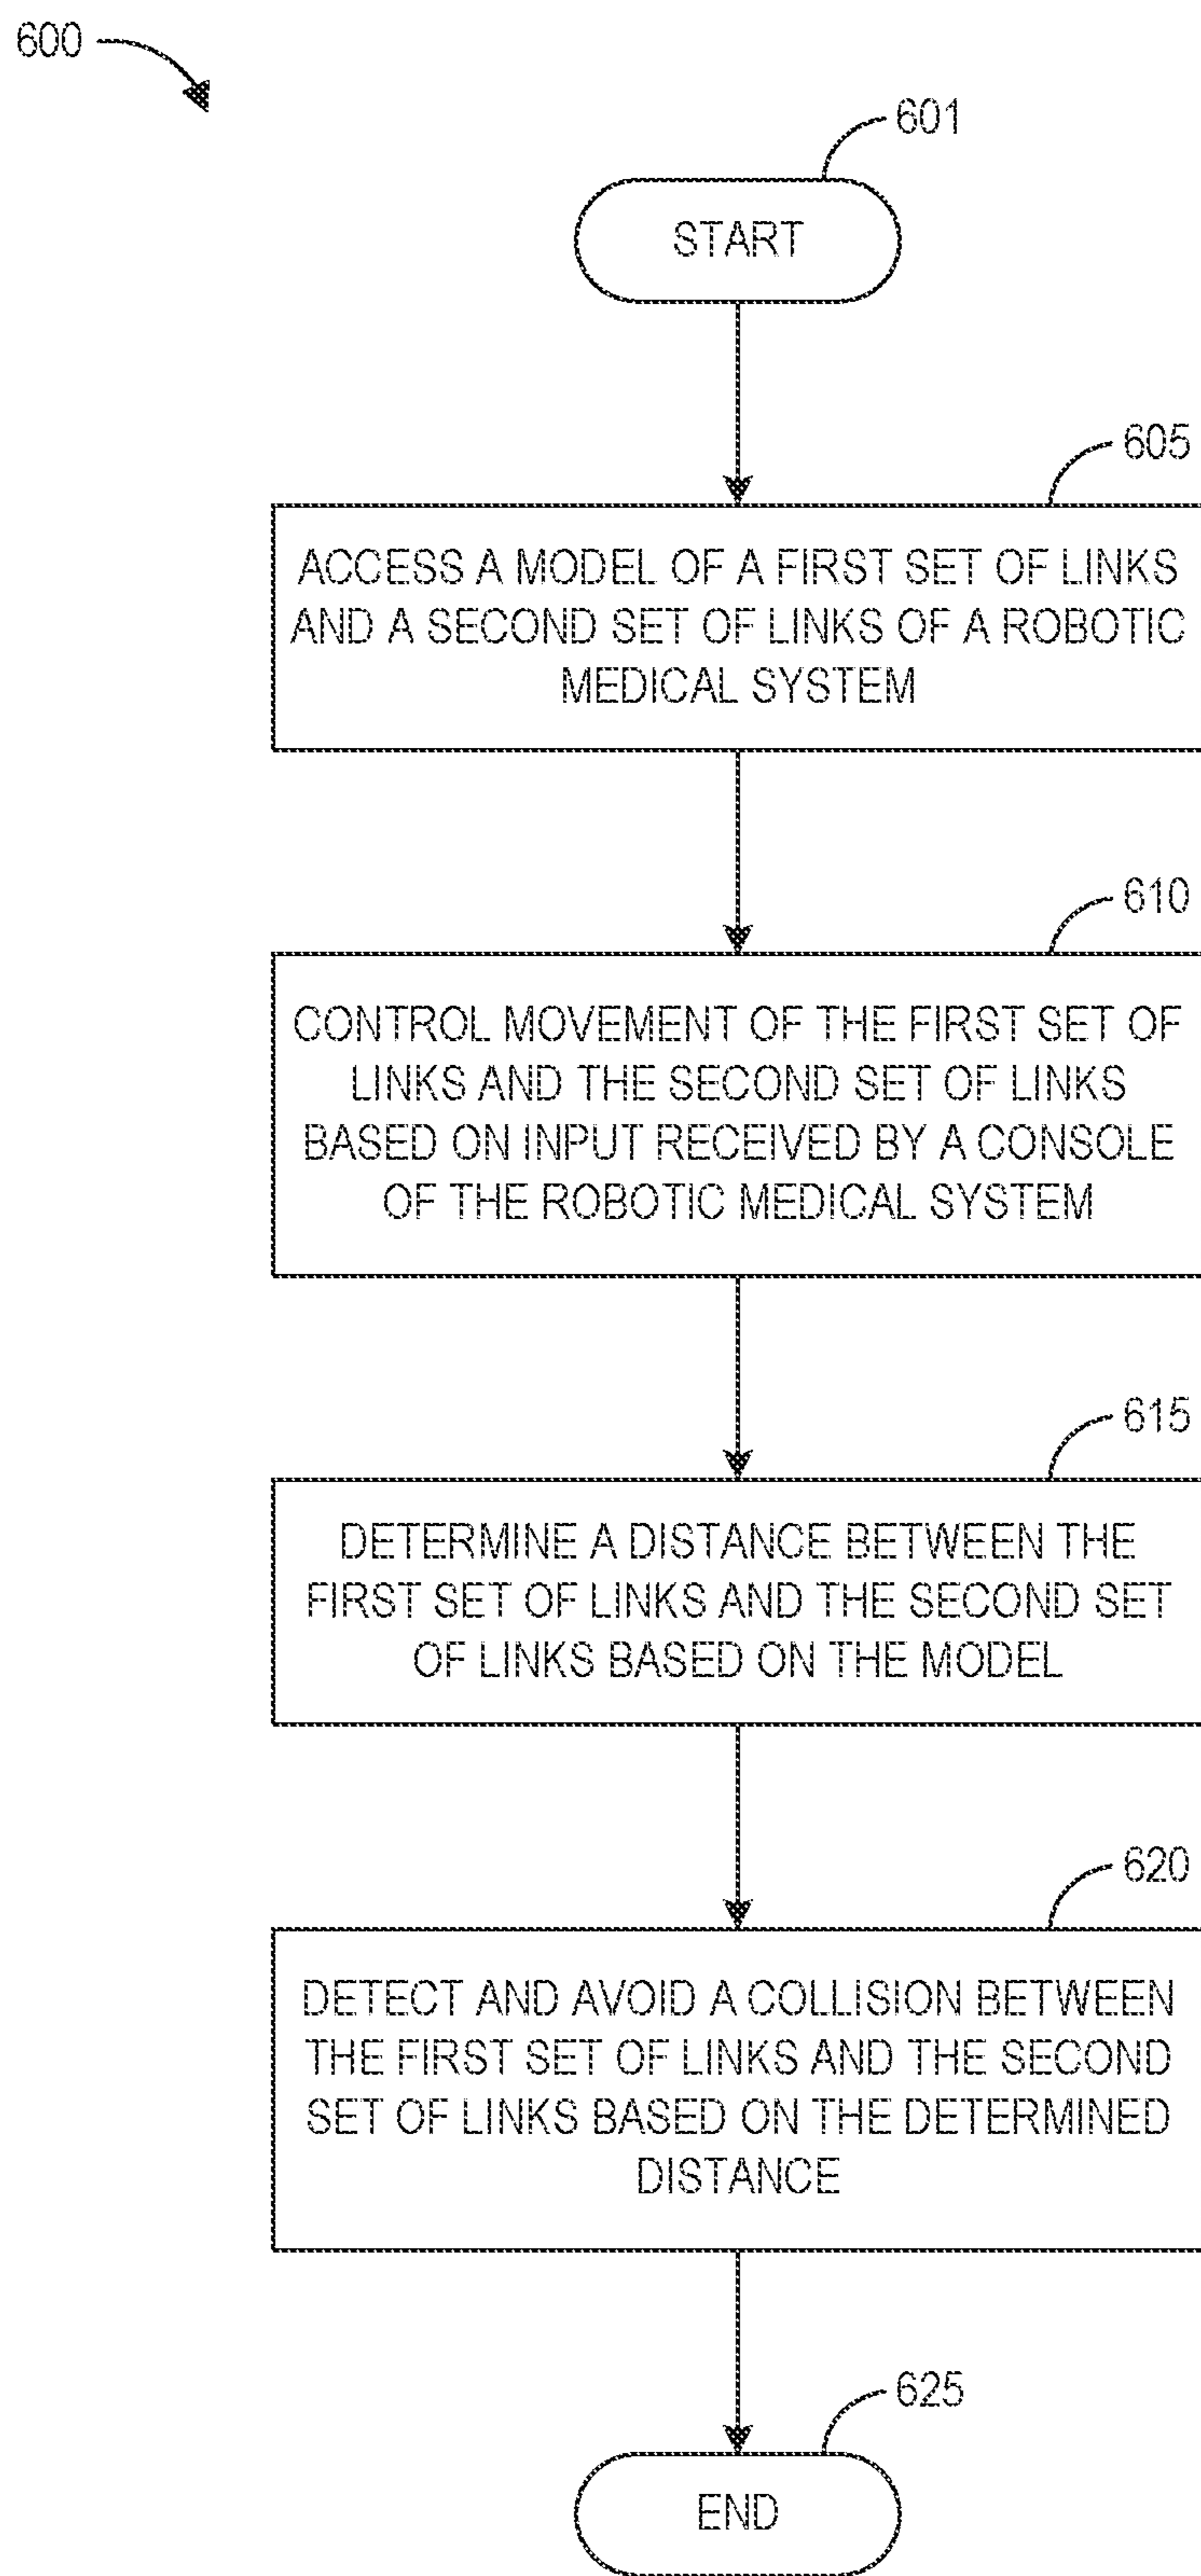 600
601
START
605
ACCESS A MODEL OF A FIRST SET OF LINKS
AND A SECOND SET OF LINKS OF A ROBOTIC
MEDICAL SYSTEM
610
CONTROL MOVEMENT OF THE FIRST SET OF
LINKS AND THE SECOND SET OF LINKS
BASED ON INPUT RECEIVED BY A CONSOLE
OF THE ROBOTIC MEDICAL SYSTEM
615
DETERMINE A DISTANCE BETWEEN THE
FIRST SET OF LINKS AND THE SECOND SET
OF LINKS BASED ON THE MODEL
620
DETECT AND AVOID A COLLISION BETWEEN
THE FIRST SET OF LINKS AND THE SECOND
SET OF LINKS BASED ON THE DETERMINED
DISTANCE
625
END